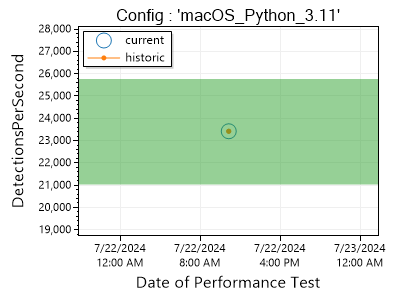 Config : 'macOS_Python_3.11'
current
historic
28,000
27,000
26,000
25,000
24,000
23,000
22,000
21,000
20,000
19,000
DetectionsPerSecond
7/22/2024 7/22/2024 7/22/2024 7/23/2024
12:00 AM 8:00 AM 4:00 PM 12:00 AM
Date of Performance Test